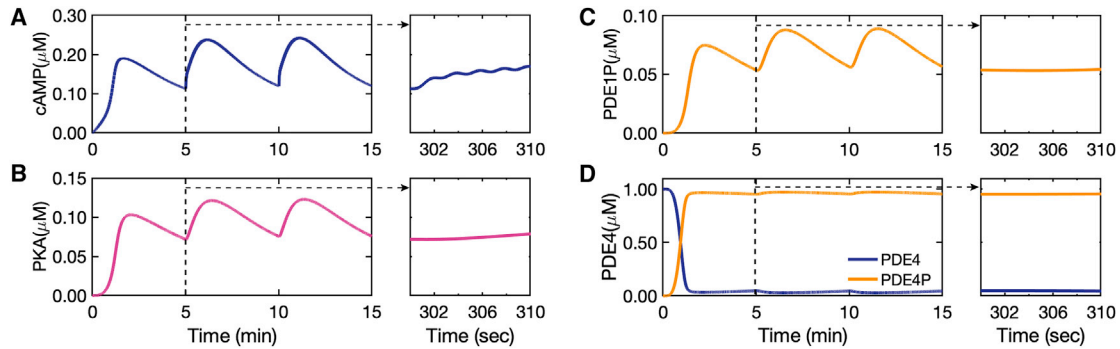 A
cAMP(μM)
0.30
0.20
0.10
0.00
0 5 10 15
302 306 310
C
PDE1P(μM)
0.10
0.05
0.00
0 5 10 15
302 306 310
B
PKA(μM)
0.15
0.10
0.05
0.00
0 5 10 15
Time (min)
302 306 310
Time (sec)
D
PDE4(μM)
1.00
0.50
0.00
PDE4
PDE4P
0 5 10 15
Time (min)
302 306 310
Time (sec)